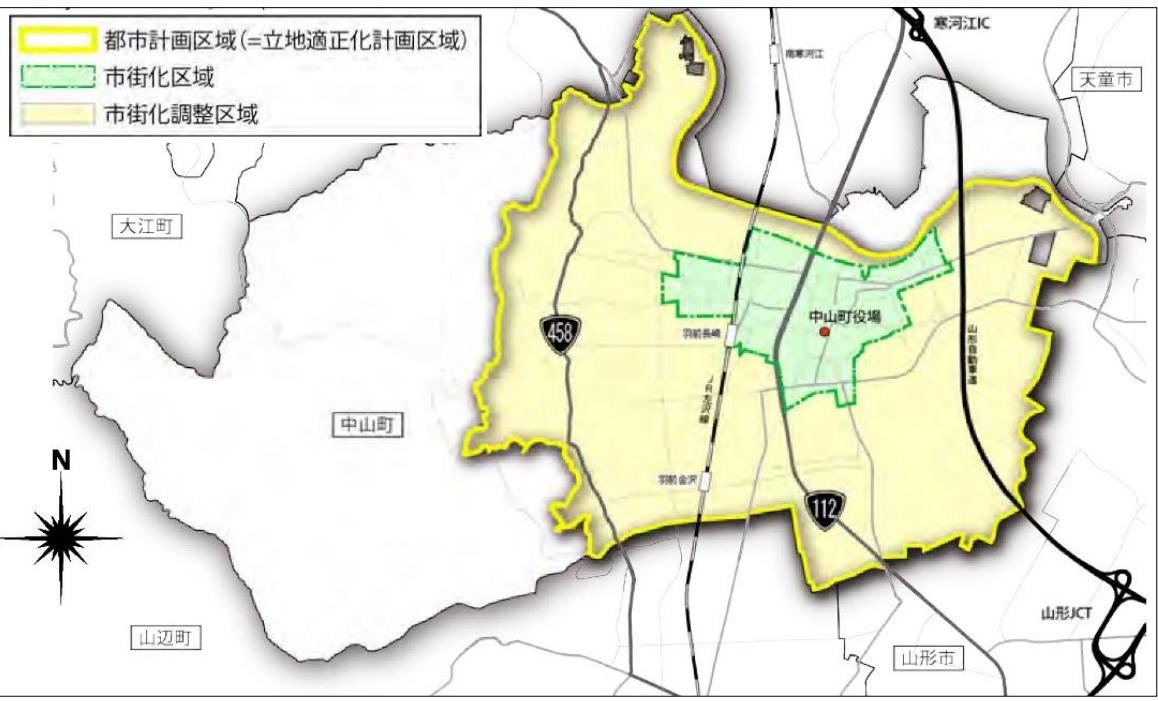 都市計画区域(=立地適正化計画区域)
市街化区域
市街化調整区域
寒河江IC
南寒河江
天童市
大江町
中山町役場
458
羽前長崎
山形自動車道
JR左沢線
中山町
N
羽前金沢
112
山形JCT
山辺町
山形市